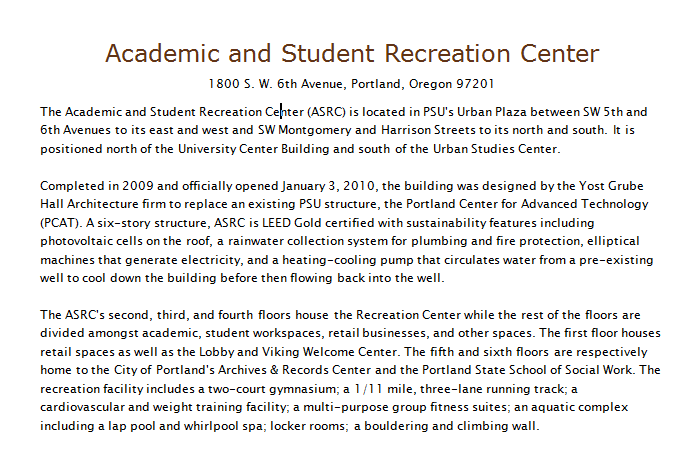 Academic and Student Recreation Center
1800 S. W. 6th Avenue, Portland, Oregon 97201
The Academic and Student Recreation Center (ASRC) is located in PSU's Urban Plaza between SW 5th and
6th Avenues to its east and west and SW Montgomery and Harrison Streets to its north and south. It is
positioned north of the University Center Building and south of the Urban Studies Center.
Completed in 2009 and officially opened January 3, 2010, the building was designed by the Yost Grube
Hall Architecture firm to replace an existing PSU structure, the Portland Center for Advanced Technology
(PCAT). A six-story structure, ASRC is LEED Gold certified with sustainability features including
photovoltaic cells on the roof, a rainwater collection system for plumbing and fire protection, elliptical
machines that generate electricity, and a heating-cooling pump that circulates water from a pre-existing
well to cool down the building before then flowing back into the well.
The ASRC's second, third, and fourth floors house the Recreation Center while the rest of the floors are
divided amongst academic, student workspaces, retail businesses, and other spaces. The first floor houses
retail spaces as well as the Lobby and Viking Welcome Center. The fifth and sixth floors are respectively
home to the City of Portland's Archives & Records Center and the Portland State School of Social Work. The
recreation facility includes a two-court gymnasium; a 1/11 mile, three-lane running track; a
cardiovascular and weight training facility; a multi-purpose group fitness suites; an aquatic complex
including a lap pool and whirlpool spa; locker rooms; a bouldering and climbing wall.